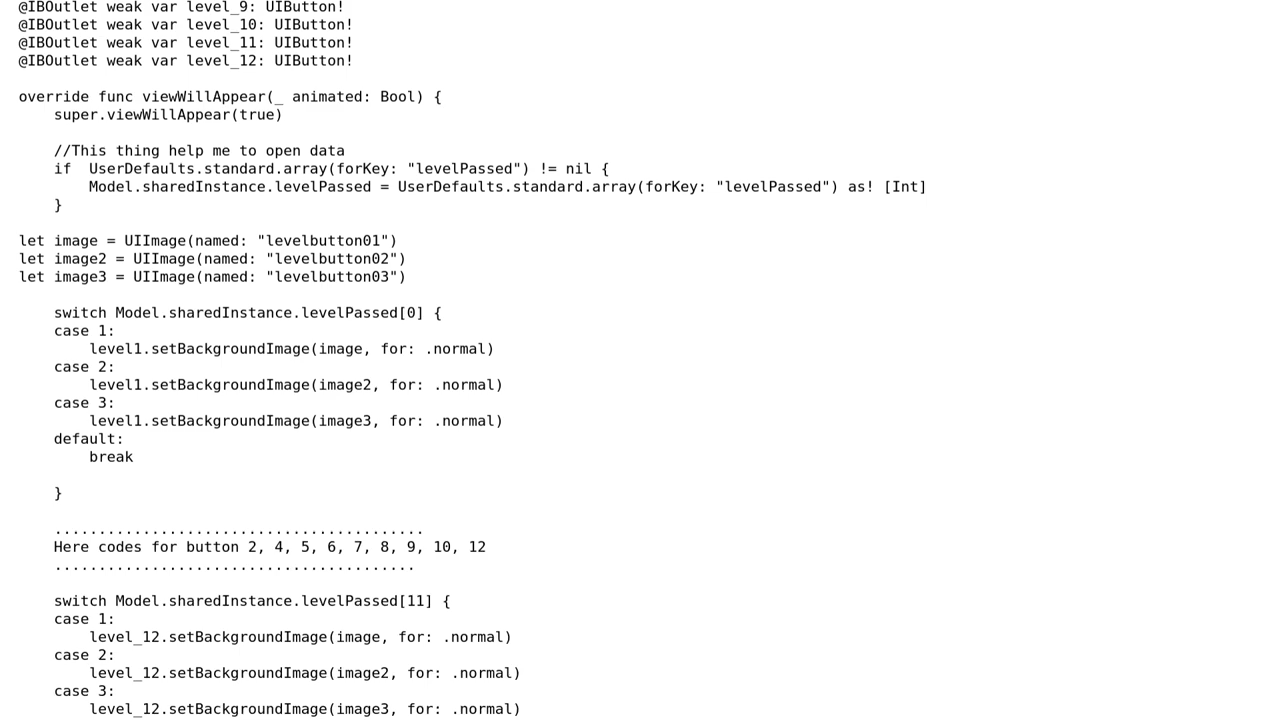 @IBOutlet weak var level_9: UIButton!
@IBOutlet weak var level_10: UIButton!
@IBOutlet weak var level_11: UIButton!
@IBOutlet weak var level_12: UIButton!
override func viewWillAppear(_ animated: Bool) {
super.viewWillAppear(true)
//This thing help me to open data
if  UserDefaults.standard.array(forKey: "levelPassed") != nil {
Model.sharedInstance.levelPassed = UserDefaults.standard.array(forKey: "levelPassed") as! [Int]
}
let image = UIImage(named: "levelbutton01")
let image2 = UIImage(named: "levelbutton02")
let image3 = UIImage(named: "levelbutton03")
switch Model.sharedInstance.levelPassed[0] {
case 1:
level1.setBackgroundImage(image, for: .normal)
case 2:
level1.setBackgroundImage(image2, for: .normal)
case 3:
level1.setBackgroundImage(image3, for: .normal)
default:
break
}
..........................................
Here codes for button 2, 4, 5, 6, 7, 8, 9, 10, 12
.........................................
switch Model.sharedInstance.levelPassed[11] {
case 1:
level_12.setBackgroundImage(image, for: .normal)
case 2:
level_12.setBackgroundImage(image2, for: .normal)
case 3:
level_12.setBackgroundImage(image3, for: .normal)